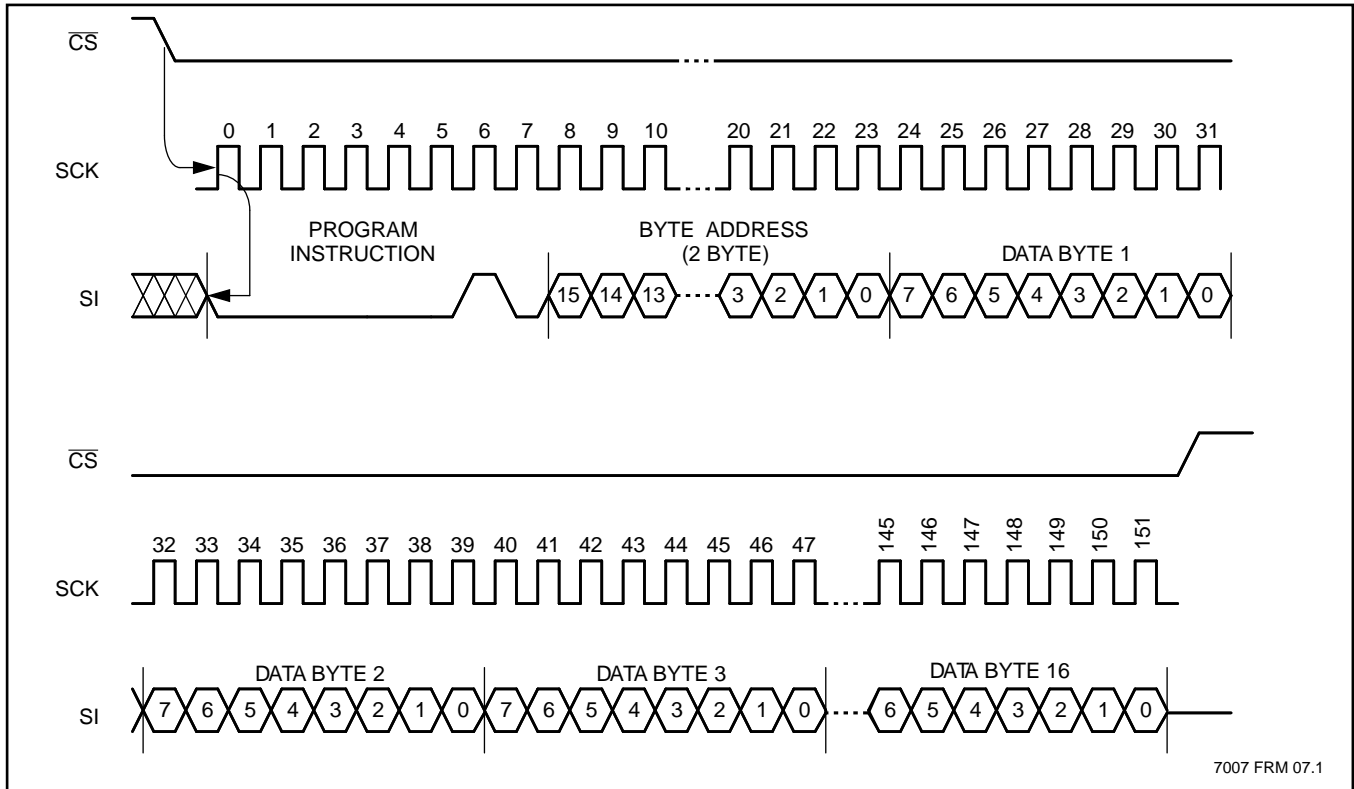 CS
0 1 2 3 4 5 6 7 8 9 10 20 21 22 23 24 25 26 27 28 29 30 31
SCK
PROGRAM
INSTRUCTION
BYTE ADDRESS
(2 BYTE)
DATA BYTE 1
SI
15 14 13 3 2 1 0 7 6 5 4 3 2 1 0
CS
32 33 34 35 36 37 38 39 40 41 42 43 44 45 46 47 145 146 147 148 149 150 151
SCK
DATA BYTE 2 DATA BYTE 3 DATA BYTE 16
SI
7 6 5 4 3 2 1 0 7 6 5 4 3 2 1 0 6 5 4 3 2 1 0
7007 FRM 07.1